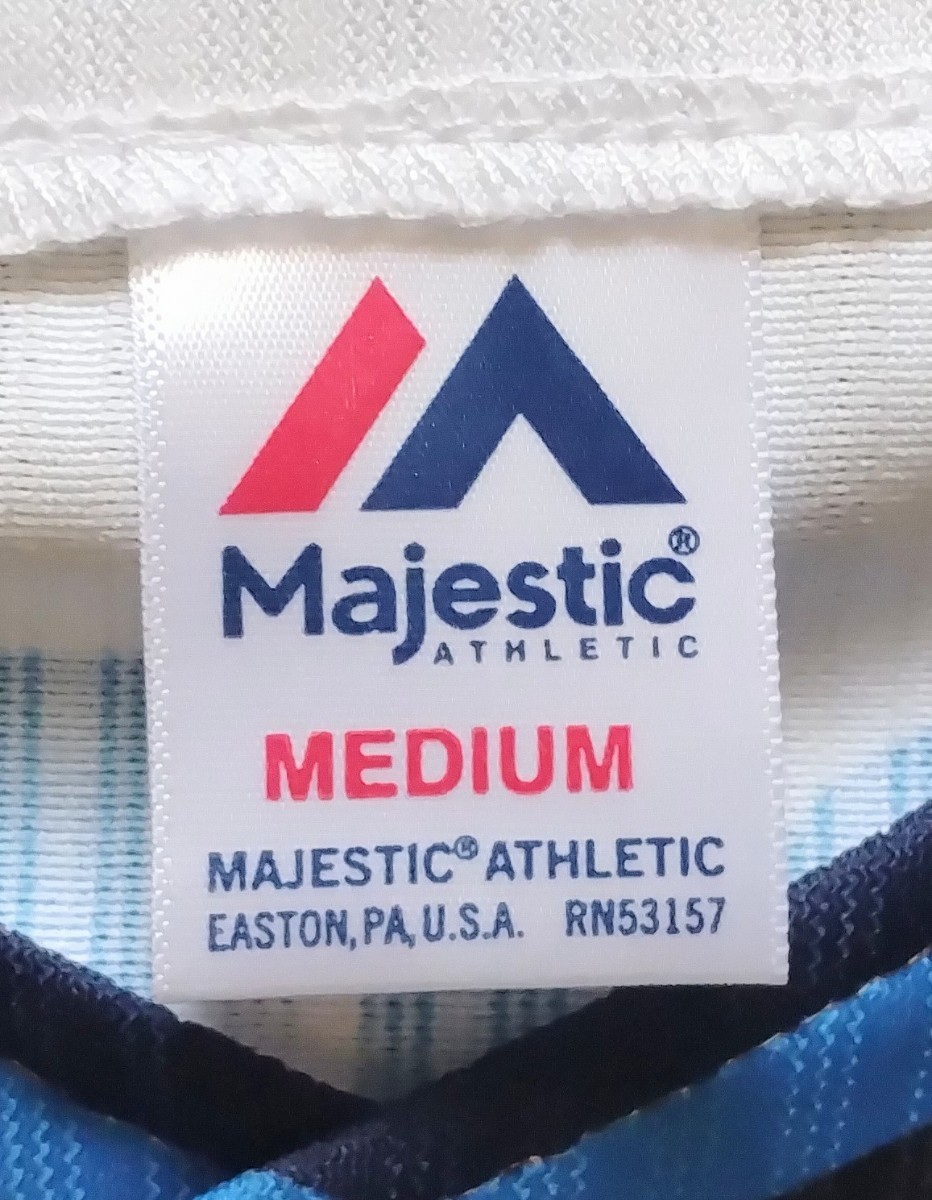 Majestic®
ATHLETIC
MEDIUM
MAJESTIC® ATHLETIC
EASTON, PA, U.S.A. RN53157